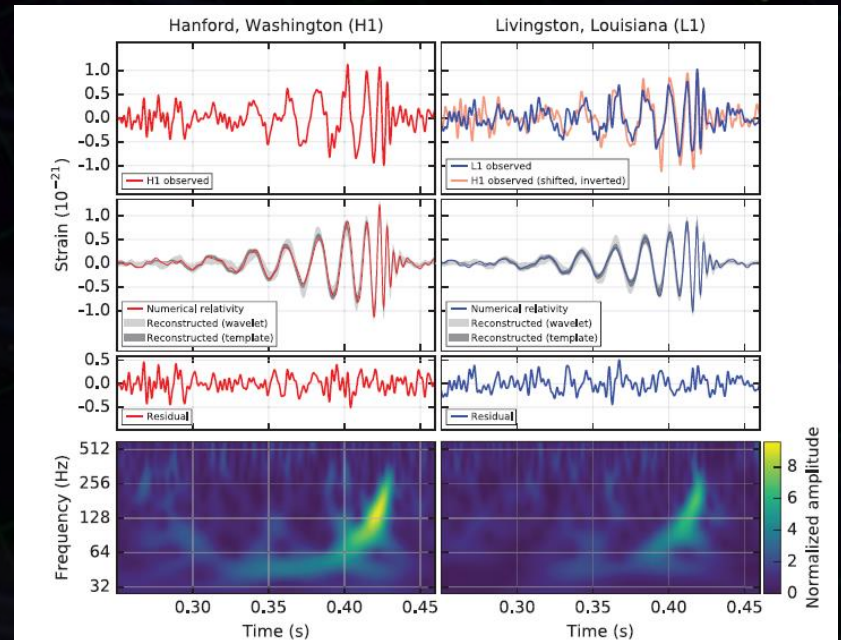 Hanford, Washington (H1)
Livingston, Louisiana (L1)
Strain (10⁻²¹)
1.0
0.5
0.0
-0.5
-1.0
H1 observed
L1 observed
H1 observed (shifted, inverted)
1.0
0.5
0.0
-0.5
-1.0
Numerical relativity
Reconstructed (wavelet)
Reconstructed (template)
Numerical relativity
Reconstructed (wavelet)
Reconstructed (template)
0.5
0.0
-0.5
Residual
Residual
Frequency (Hz)
512
256
128
64
32
Normalized amplitude
8
6
4
2
0
0.30 0.35 0.40 0.45
0.30 0.35 0.40 0.45
Time (s)
Time (s)